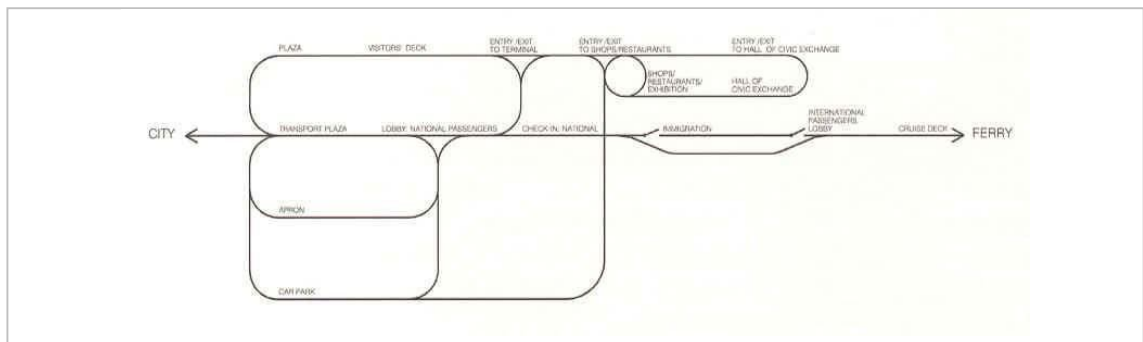 PLAZA
VISITORS' DECK
ENTRY /EXIT
TO TERMINAL
ENTRY /EXIT
TO SHOPS/RESTAURANTS
ENTRY /EXIT
TO HALL OF CIVIC EXCHANGE
SHOPS/
RESTAURANTS/
EXHIBITION
HALL OF
CIVIC EXCHANGE
CITY
TRANSPORT PLAZA
LOBBY: NATIONAL PASSENGERS
CHECK-IN: NATIONAL
IMMIGRATION
INTERNATIONAL
PASSENGERS
LOBBY
CRUISE DECK
FERRY
APRON
CAR PARK